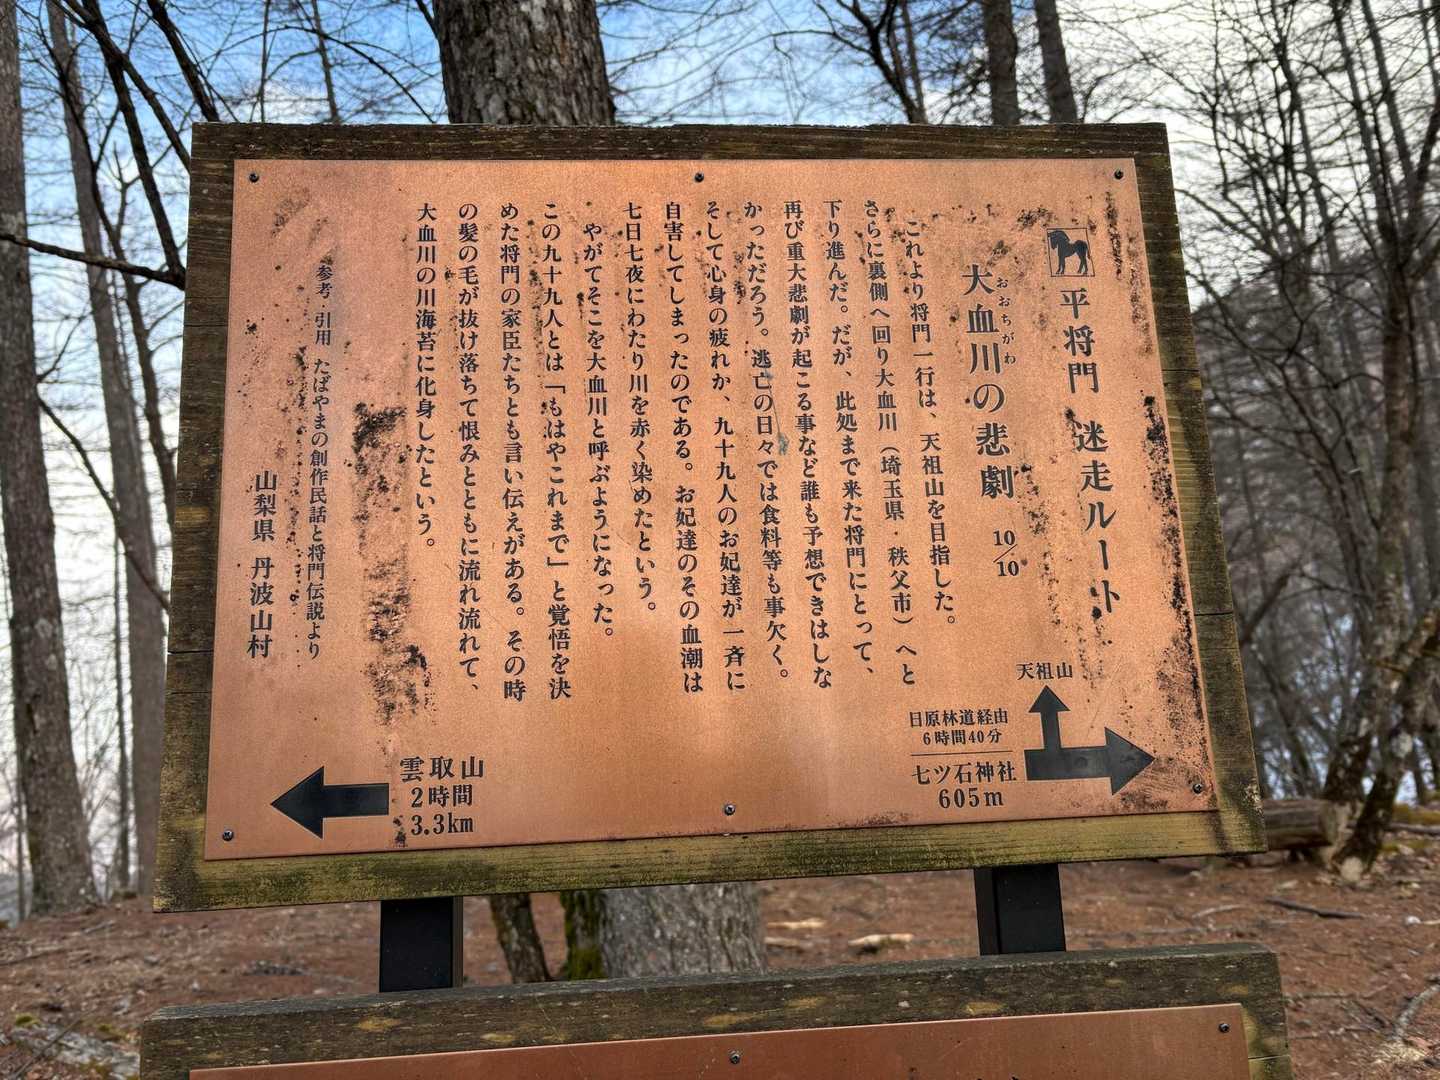 平将門 迷走ルート
おおちがわ
大血川の悲劇 10/10
これより将門一行は、天祖山を目指した。
さらに裏側へ回り大血川（埼玉県・秩父市）へと
下り進んだ。だが、此処まで来た将門にとって、
再び重大悲劇が起こる事など誰も予想できはしな
かっただろう。逃亡の日々では食料等も事欠く。
そして心身の疲れか、九十九人のお妃達が一斉に
自害してしまったのである。お妃達のその血潮は
七日七夜にわたり川を赤く染めたという。
やがてそこを大血川と呼ぶようになった。
この九十九人とは「もはやこれまで」と覚悟を決
めた将門の家臣たちとも言い伝えがある。その時
の髪の毛が抜け落ちて恨みとともに流れ流れて、
大血川の川海苔に化身したという。
参考・引用 たばやまの創作民話と将門伝説より
山梨県 丹波山村
天祖山
日原林道経由
6時間40分
七ツ石神社
605m
雲取山
2時間
3.3km